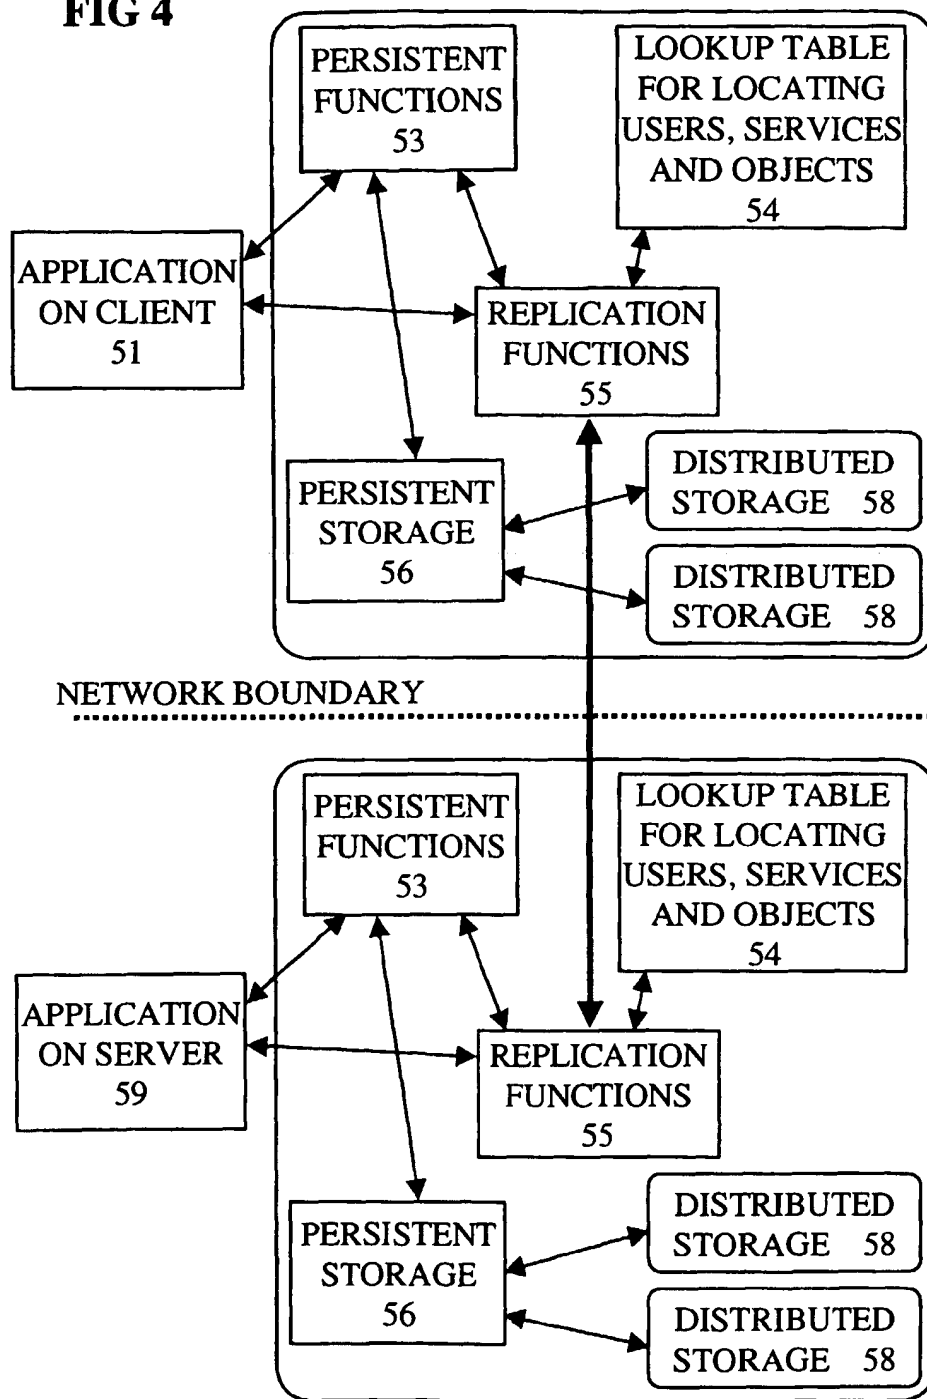 FIG 4
PERSISTENT
FUNCTIONS
53
LOOKUP TABLE
FOR LOCATING
USERS, SERVICES
AND OBJECTS
54
APPLICATION
ON CLIENT
51
REPLICATION
FUNCTIONS
55
PERSISTENT
STORAGE
56
DISTRIBUTED
STORAGE 58
DISTRIBUTED
STORAGE 58
NETWORK BOUNDARY
PERSISTENT
FUNCTIONS
53
LOOKUP TABLE
FOR LOCATING
USERS, SERVICES
AND OBJECTS
54
APPLICATION
ON SERVER
59
REPLICATION
FUNCTIONS
55
PERSISTENT
STORAGE
56
DISTRIBUTED
STORAGE 58
DISTRIBUTED
STORAGE 58